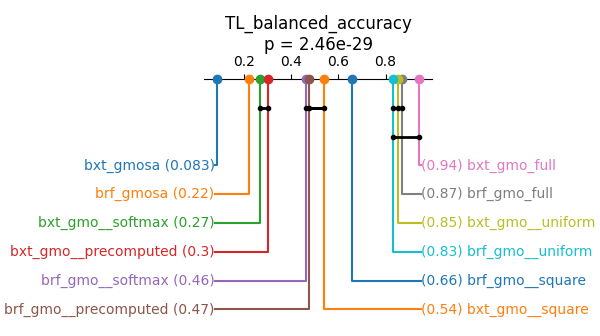 TL_balanced_accuracy
p = 2.46e-29
0.2 0.4 0.6 0.8
bxt_gmosa (0.083) (0.94) bxt_gmo_full
brf_gmosa (0.22) (0.87) brf_gmo_full
bxt_gmo__softmax (0.27) (0.85) bxt_gmo__uniform
bxt_gmo__precomputed (0.3) (0.83) brf_gmo__uniform
brf_gmo__softmax (0.46) (0.66) brf_gmo__square
brf_gmo__precomputed (0.47) (0.54) bxt_gmo__square